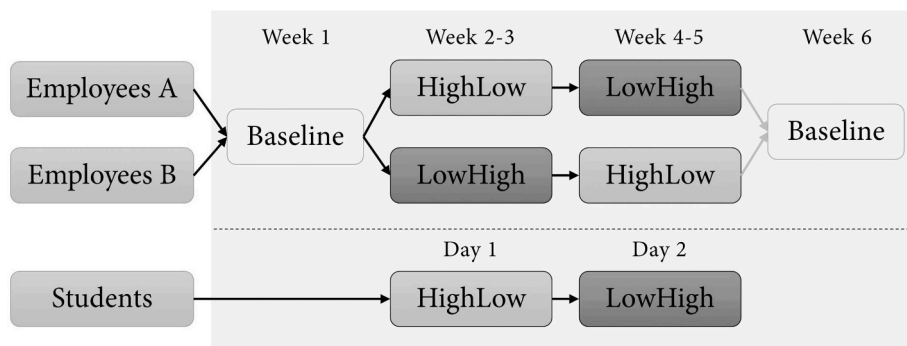 Week 1
Week 2-3
Week 4-5
Week 6
Employees A
HighLow
LowHigh
Baseline
Baseline
Employees B
LowHigh
HighLow
Day 1
Day 2
Students
HighLow
LowHigh